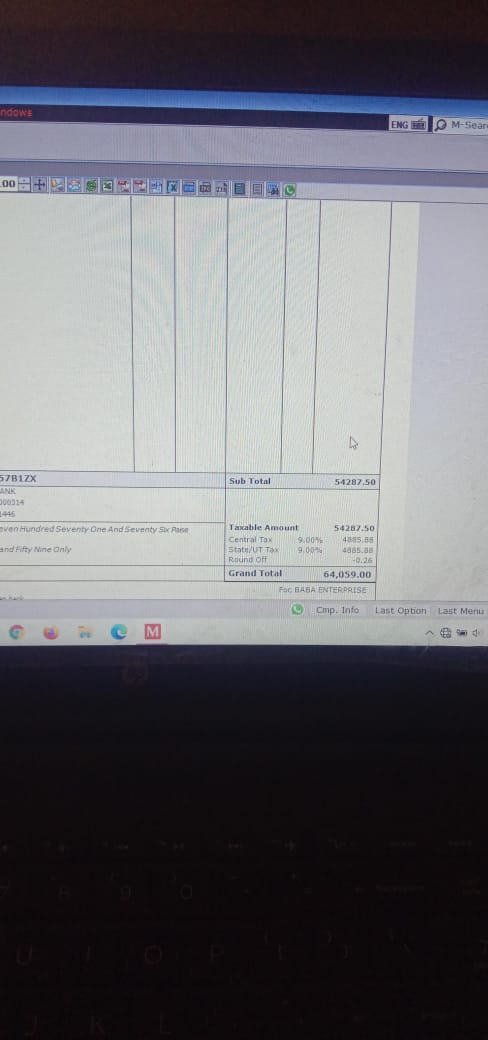 ndows
ENG M-Sear
.00
57B1ZX
Sub Total 54287.50
ANK
000314
1446
even Hundred Seventy One And Seventy Six Paise
Taxable Amount 54287.50
Central Tax 9.00% 4885.88
and Fifty Nine Only
State/UT Tax 9.00% 4885.88
Round Off -0.26
Grand Total 64,059.00
For, BABA ENTERPRISE
Cmp. Info Last Option Last Menu
M
8 9 0
U I O P
J K L